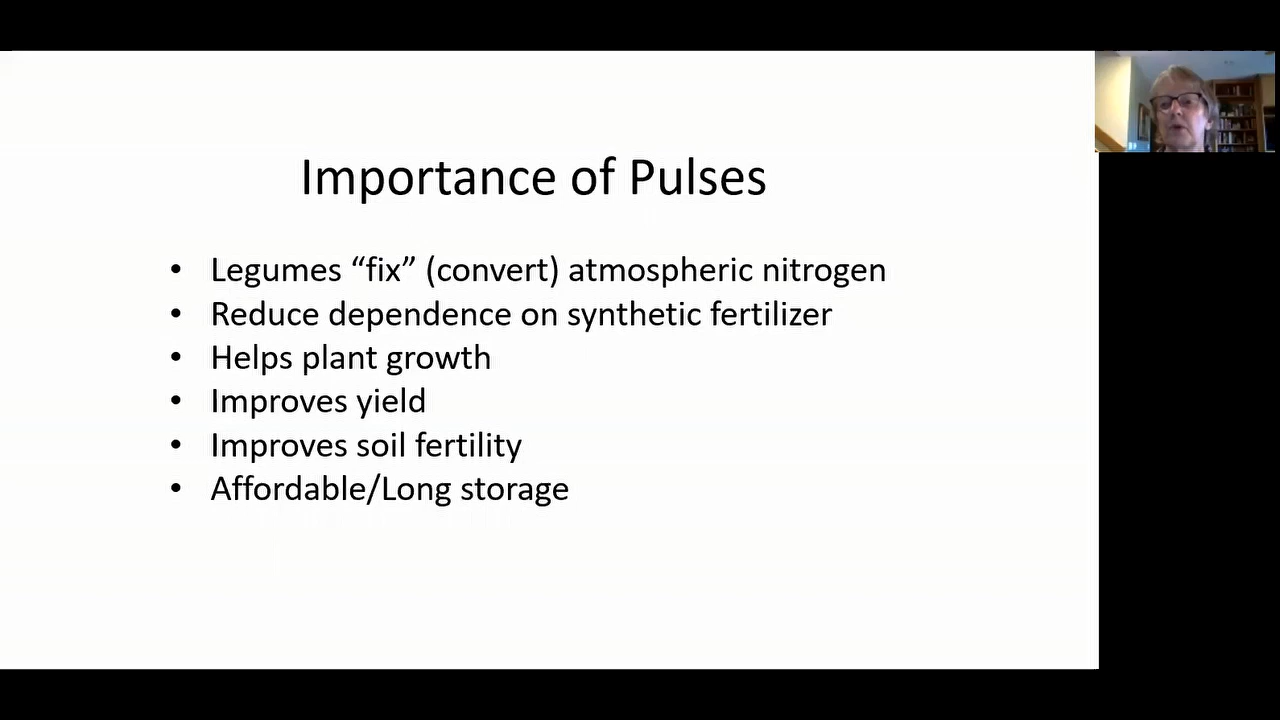 Importance of Pulses
• Legumes “fix” (convert) atmospheric nitrogen
• Reduce dependence on synthetic fertilizer
• Helps plant growth
• Improves yield
• Improves soil fertility
• Affordable/Long storage